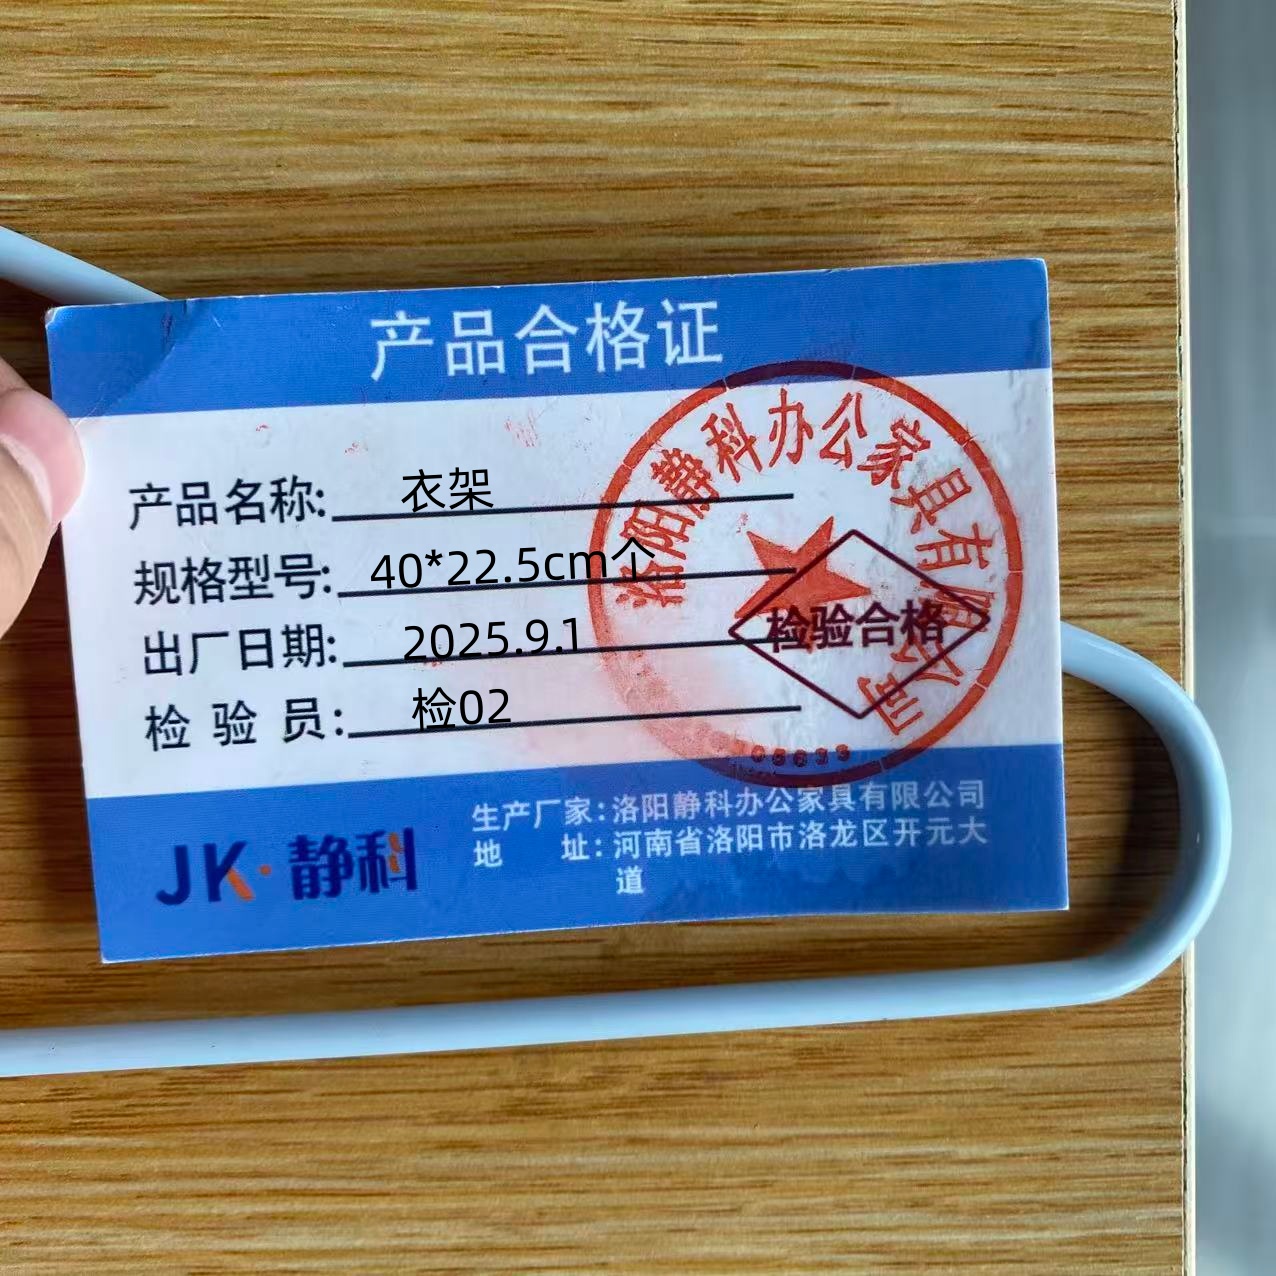 产品合格证
产品名称: 衣架
规格型号: 40*22.5cm个
出厂日期: 2025.9.1
检验员: 检02
洛阳静科办公家具有限公司
检验合格
JK·静科
生产厂家:洛阳静科办公家具有限公司
地 址:河南省洛阳市洛龙区开元大
道